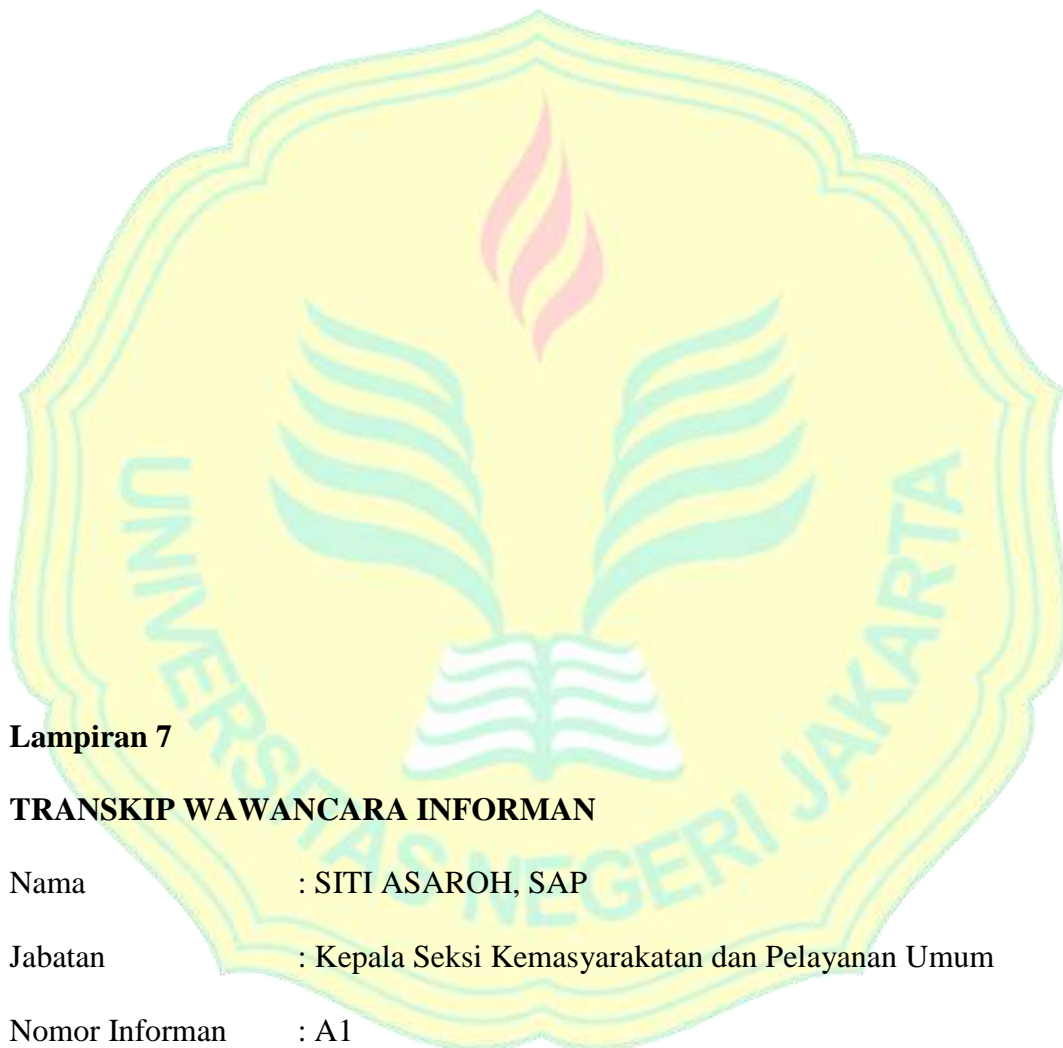 UNIVERSITAS NEGERI JAKARTA
Lampiran 7
TRANSKIP WAWANCARA INFORMAN
Nama : SITI ASAROH, SAP
Jabatan : Kepala Seksi Kemasyarakatan dan Pelayanan Umum
Nomor Informan : A1